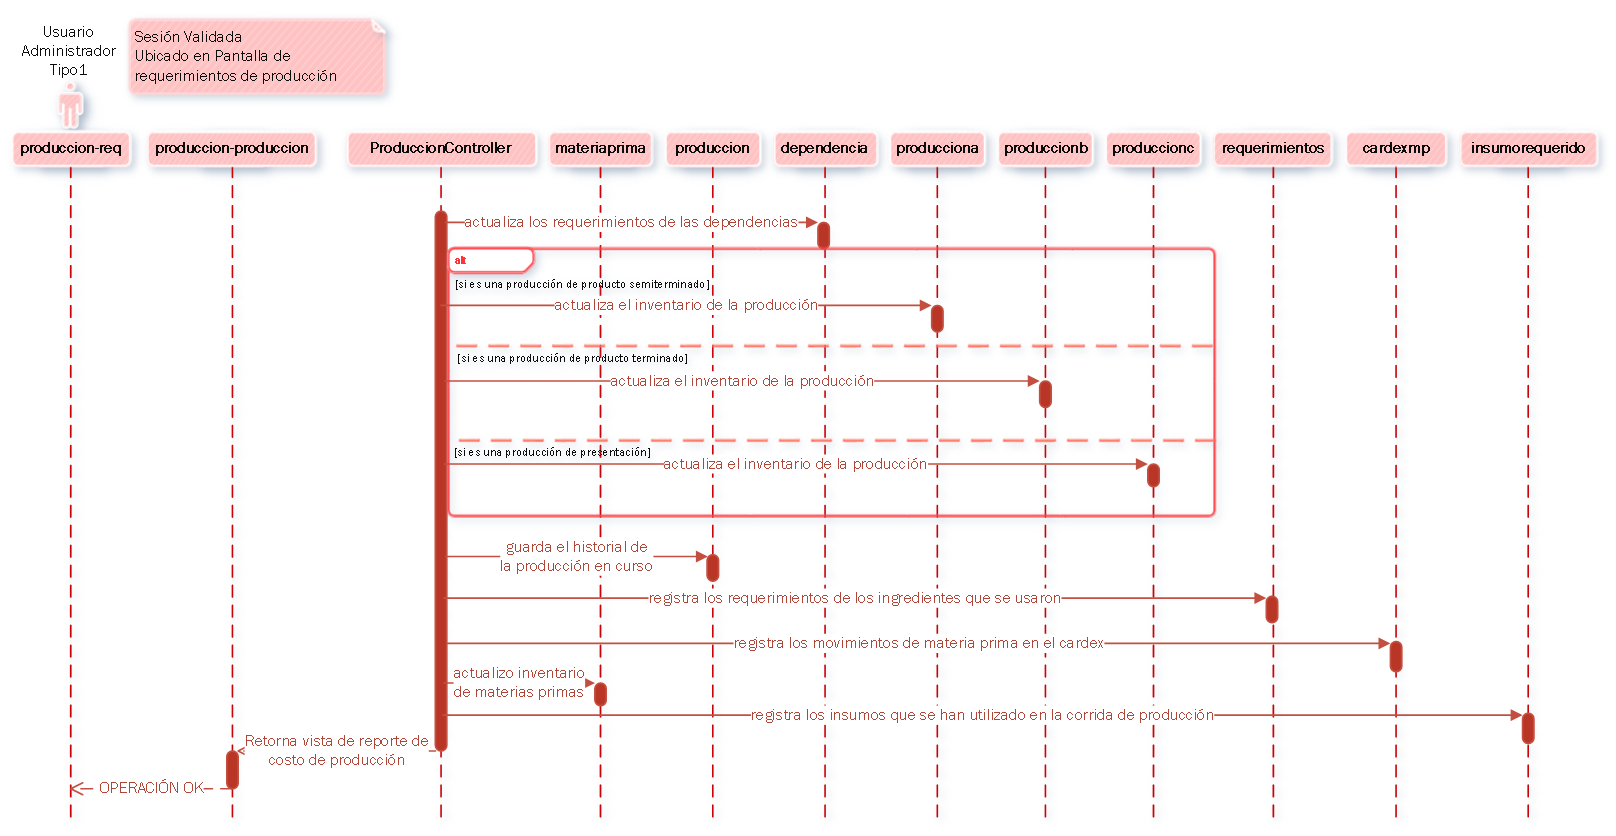 Usuario
Administrador
Tipo1
Sesión Validada
Ubicado en Pantalla de
requerimientos de producción
produccion-req
produccion-produccion
ProduccionController
materiaprima
produccion
dependencia
producciona
produccionb
produccionc
requerimientos
cardexmp
insumorequerido
actualiza los requerimientos de las dependencias
alt
[si es una producción de producto semiterminado]
actualiza el inventario de la producción
[si es una producción de producto terminado]
actualiza el inventario de la producción
[si es una producción de presentación]
actualiza el inventario de la producción
guarda el historial de
la producción en curso
registra los requerimientos de los ingredientes que se usaron
registra los movimientos de materia prima en el cardex
actualizo inventario
de materias primas
registra los insumos que se han utilizado en la corrida de producción
Retorna vista de reporte de
costo de producción
OPERACIÓN OK